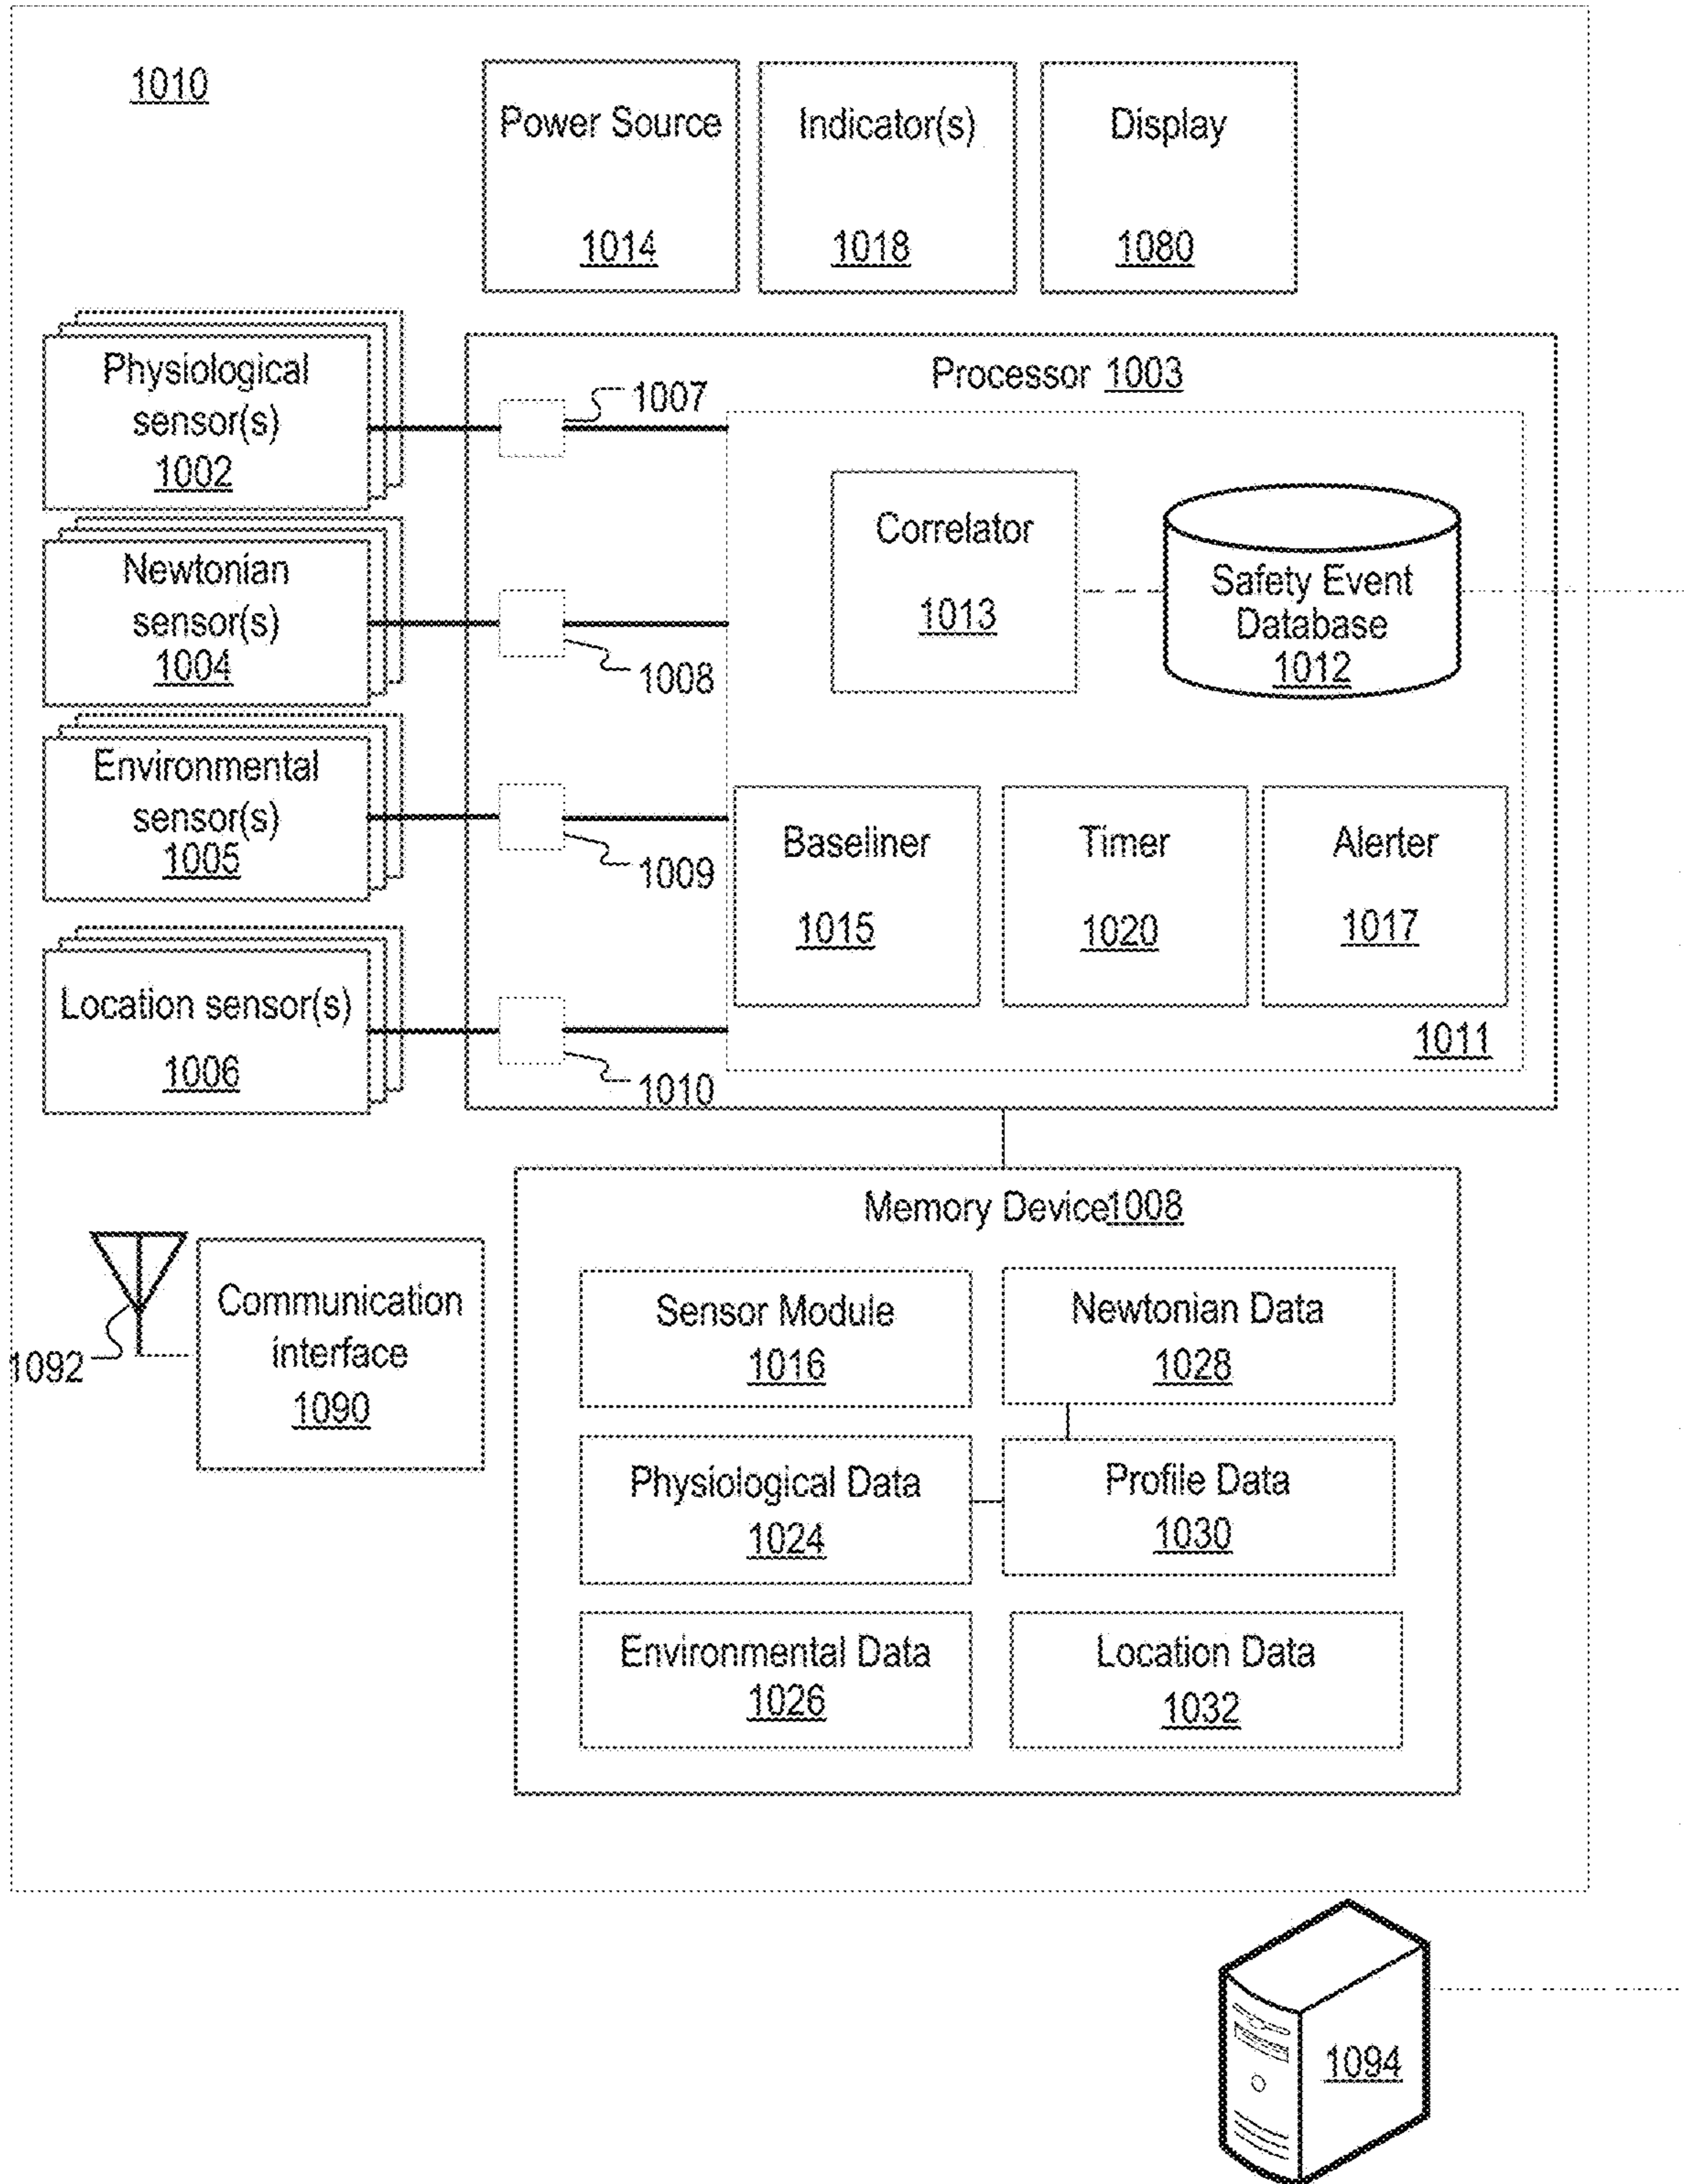 1010
Power Source
1014
Indicator(s)
1018
Display
1080
Physiological
sensor(s)
1002
Newtonian
sensor(s)
1004
Environmental
sensor(s)
1005
Location sensor(s)
1006
Processor 1003
1007
1008
1009
1010
Correlator
1013
Safety Event
Database
1012
Baseliner
1015
Timer
1020
Alerter
1017
1011
1092
Communication
interface
1090
Memory Device1008
Sensor Module
1016
Newtonian Data
1028
Physiological Data
1024
Profile Data
1030
Environmental Data
1026
Location Data
1032
1094